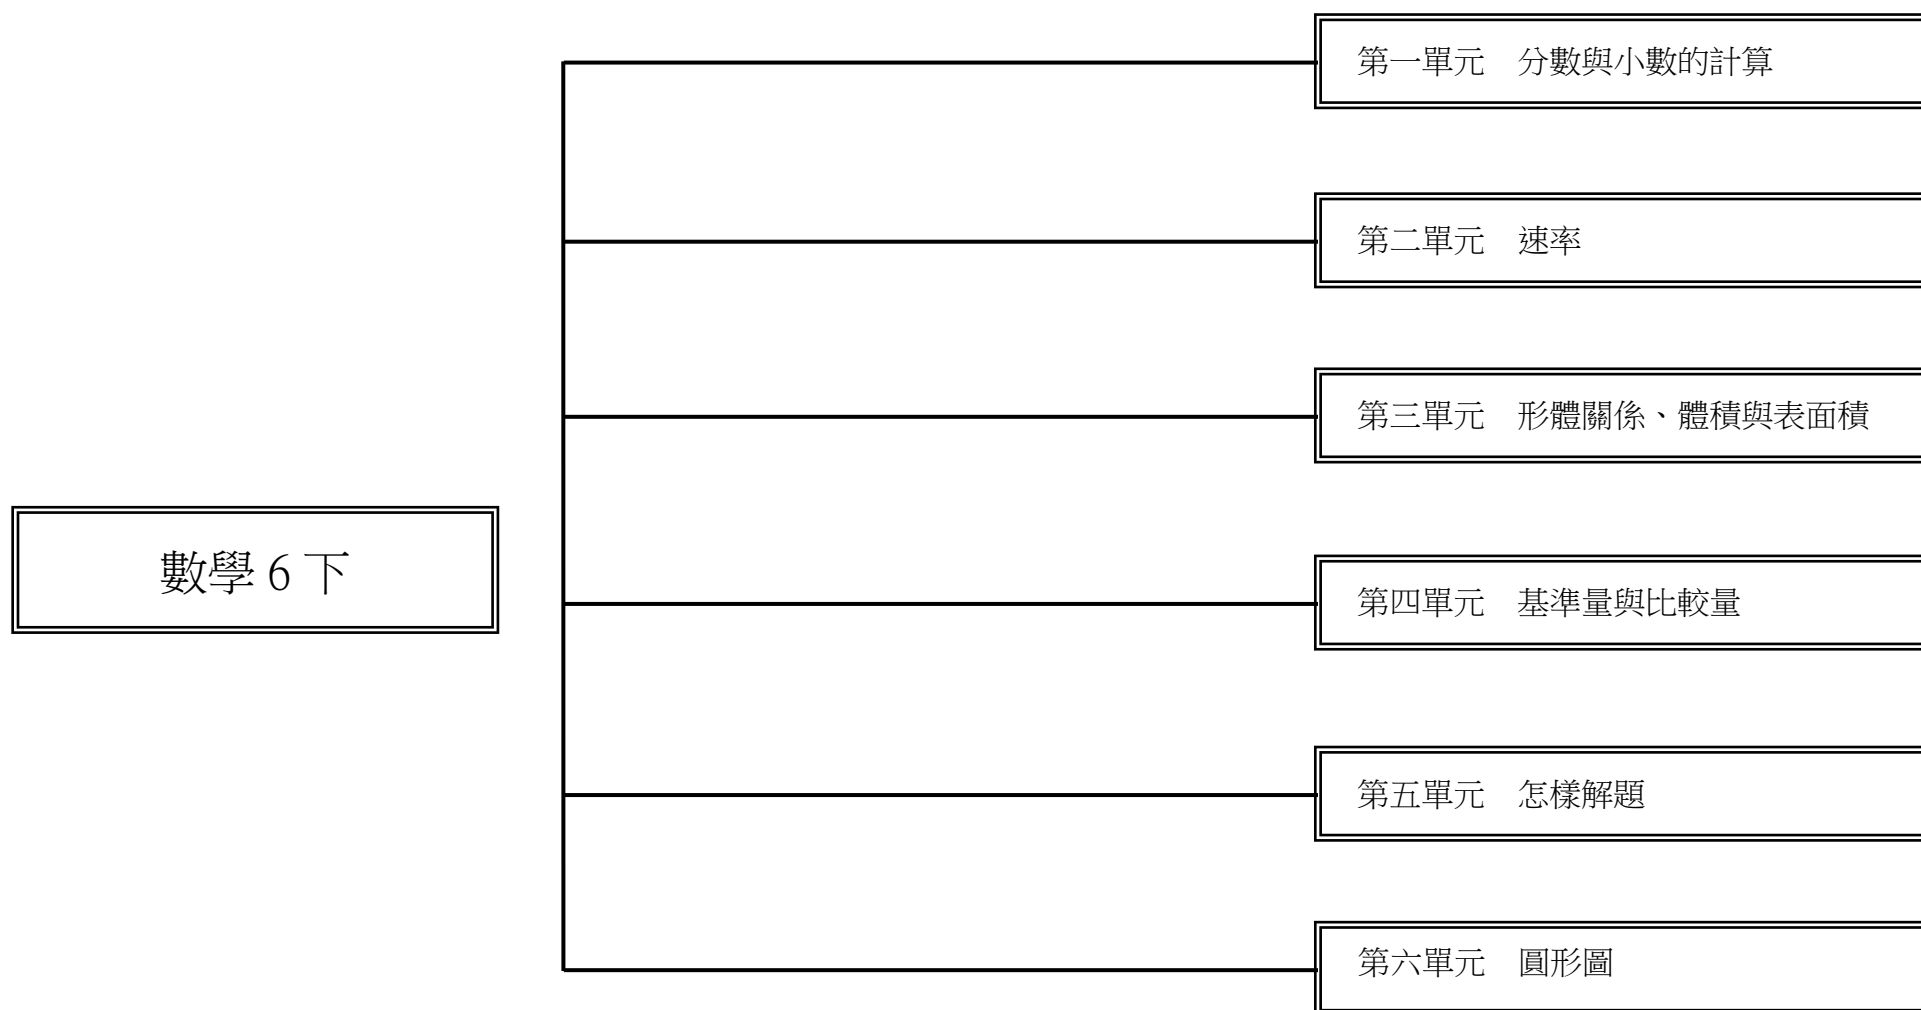 第一單元　分數與小數的計算
第二單元　速率
第三單元　形體關係、體積與表面積
數學 6 下
第四單元　基準量與比較量
第五單元　怎樣解題
第六單元　圓形圖